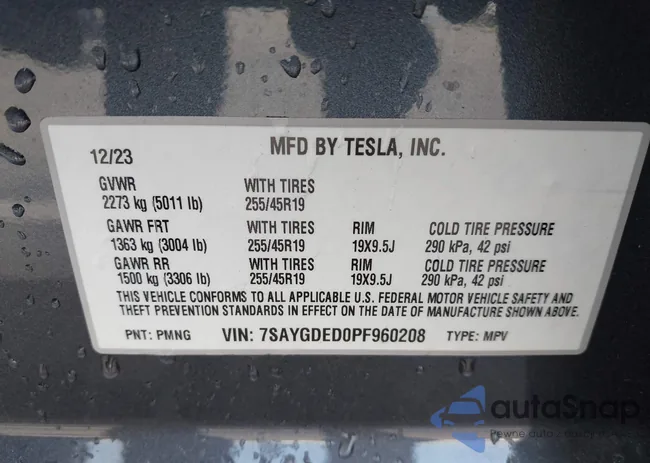 12/23 MFD BY TESLA, INC.
GVWR WITH TIRES
2273 kg (5011 lb) 255/45R19
GAWR FRT WITH TIRES RIM COLD TIRE PRESSURE
1363 kg (3004 lb) 255/45R19 19X9.5J 290 kPa, 42 psi
GAWR RR WITH TIRES RIM COLD TIRE PRESSURE
1500 kg (3306 lb) 255/45R19 19X9.5J 290 kPa, 42 psi
THIS VEHICLE CONFORMS TO ALL APPLICABLE U.S. FEDERAL MOTOR VEHICLE SAFETY AND
THEFT PREVENTION STANDARDS IN EFFECT ON THE DATE OF MANUFACTURE SHOWN ABOVE.
PNT: PMNG VIN: 7SAYGDED0PF960208 TYPE: MPV
autoSnap
Pewne auto z